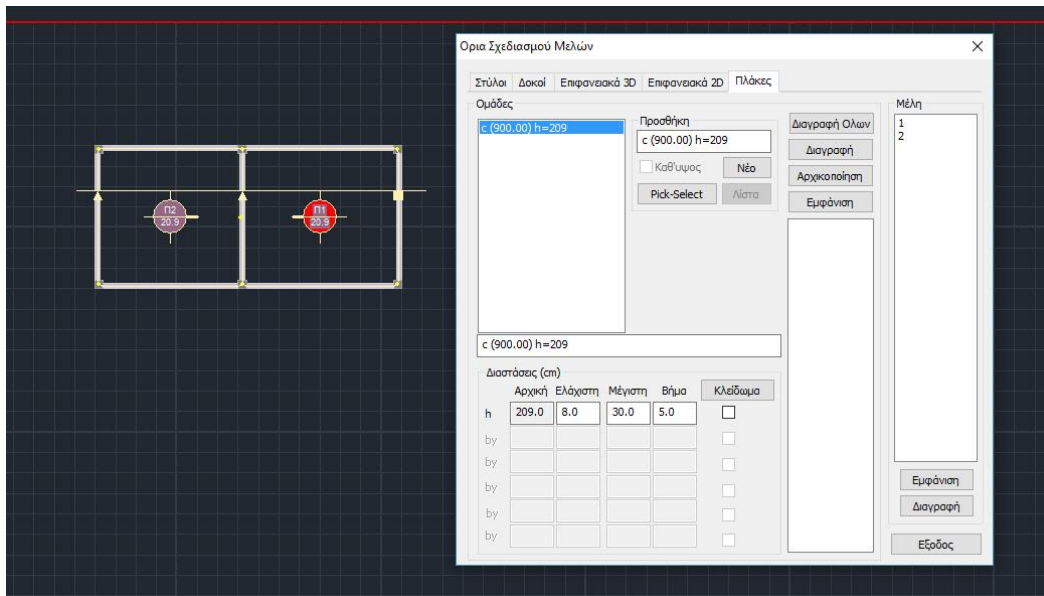 Ορια Σχεδιασμού Μελών
Στύλοι Δοκοί Επιφανειακά 3D Επιφανειακά 2D Πλάκες
Ομάδες
c (900.00) h=209
Προσθήκη
c (900.00) h=209
Καθ'υψος Νέο
Pick-Select Λίστα
Διαγραφή Ολων
Διαγραφή
Αρχικοποίηση
Εμφάνιση
Μέλη
1
2
c (900.00) h=209
Διαστάσεις (cm)
Αρχική Ελάχιστη Μέγιστη Βήμα Κλείδωμα
h 209.0 8.0 30.0 5.0
by
by
by
by
by
Εμφάνιση
Διαγραφή
Εξοδος
Π2
20.9
Π1
20.9